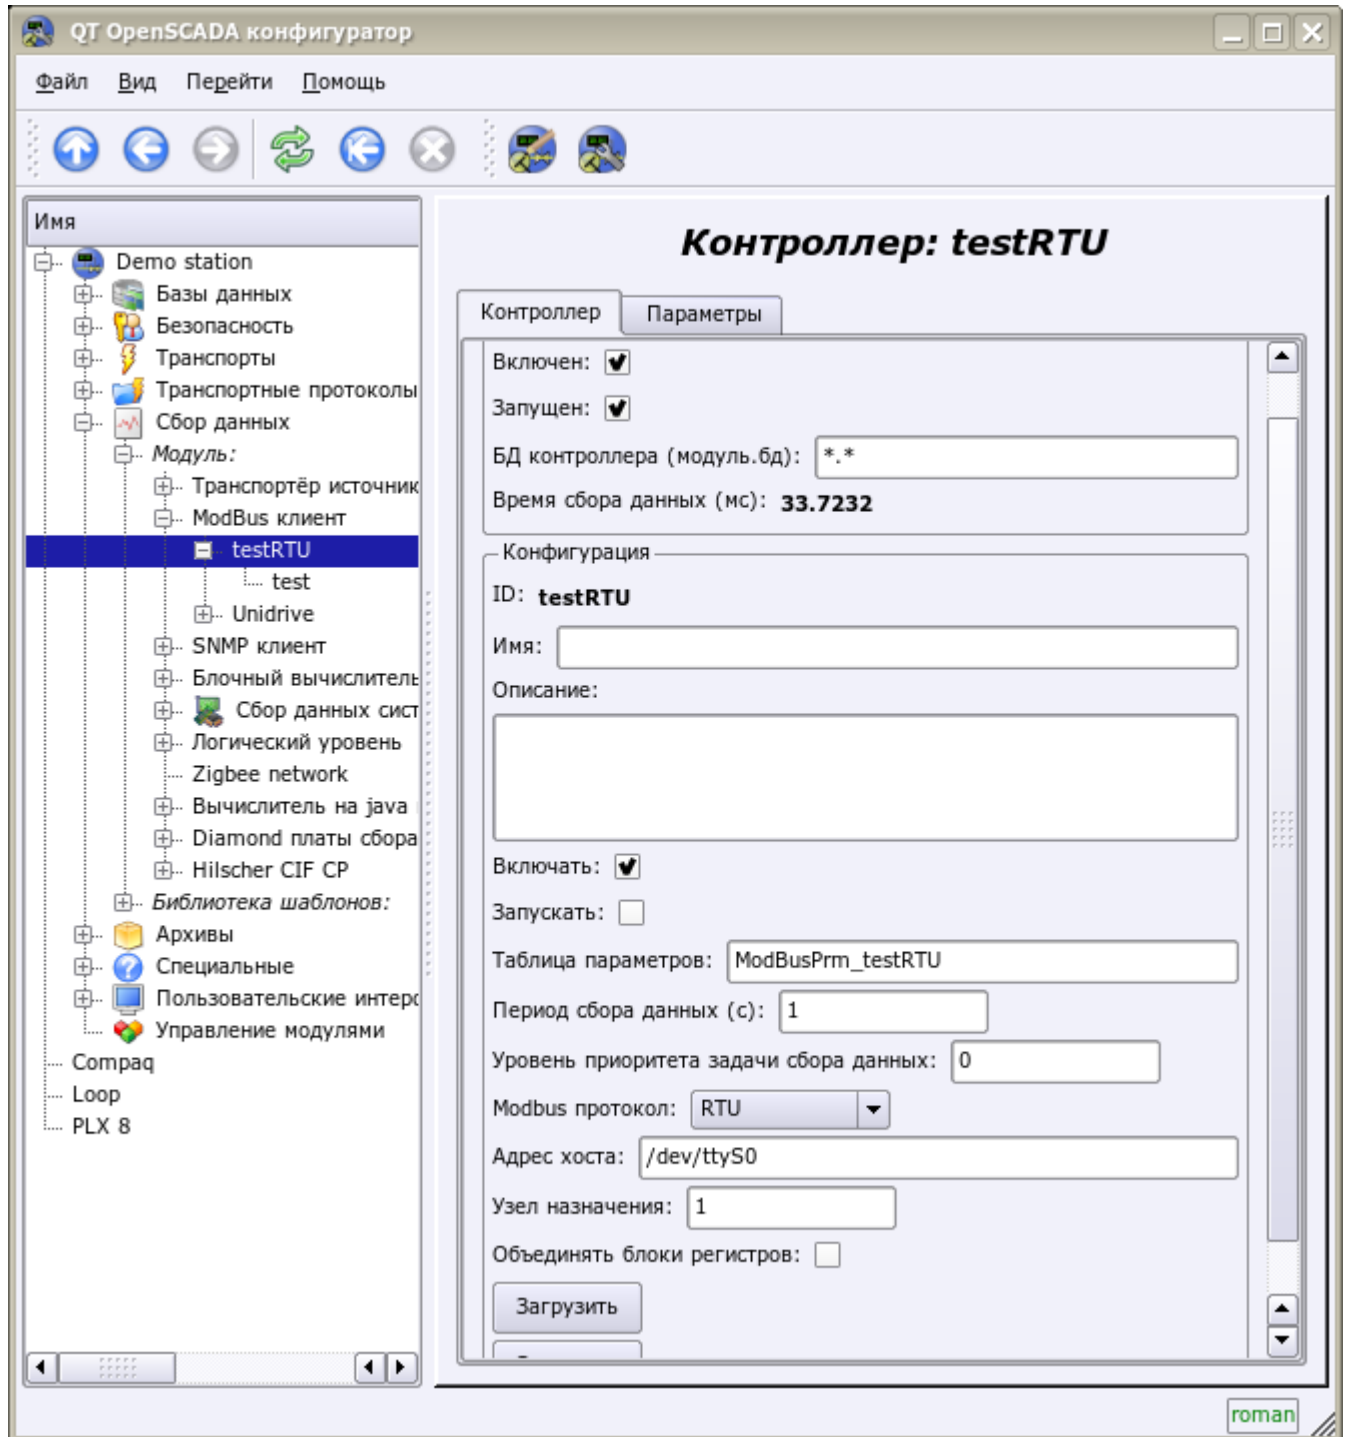 QT OpenSCADA конфигуратор
Файл Вид Перейти Помощь
Имя
Demo station
Базы данных
Безопасность
Транспорты
Транспортные протоколы
Сбор данных
Модуль:
Транспортёр источник
ModBus клиент
testRTU
test
Unidrive
SNMP клиент
Блочный вычислитель
Сбор данных сист
Логический уровень
Zigbee network
Вычислитель на java
Diamond платы сбора
Hilscher CIF CP
Библиотека шаблонов:
Архивы
Специальные
Пользовательские интерф
Управление модулями
Compaq
Loop
PLX 8
Контроллер: testRTU
Контроллер Параметры
Включен:
Запущен:
БД контроллера (модуль.бд): *.*
Время сбора данных (мс): 33.7232
Конфигурация
ID: testRTU
Имя:
Описание:
Включать:
Запускать:
Таблица параметров: ModBusPrm_testRTU
Период сбора данных (с): 1
Уровень приоритета задачи сбора данных: 0
Modbus протокол: RTU
Адрес хоста: /dev/ttyS0
Узел назначения: 1
Объединять блоки регистров:
Загрузить
roman